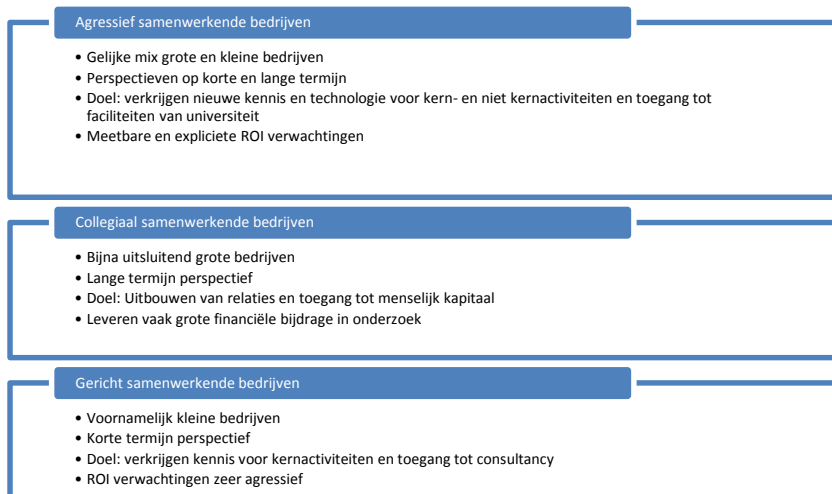 Agressief samenwerkende bedrijven
• Gelijke mix grote en kleine bedrijven
• Perspectieven op korte en lange termijn
• Doel: verkrijgen nieuwe kennis en technologie voor kern- en niet kernactiviteiten en toegang tot
faciliteiten van universiteit
• Meetbare en expliciete ROI verwachtingen
Collegiaal samenwerkende bedrijven
• Bijna uitsluitend grote bedrijven
• Lange termijn perspectief
• Doel: Uitbouwen van relaties en toegang tot menselijk kapitaal
• Leveren vaak grote financiële bijdrage in onderzoek
Gericht samenwerkende bedrijven
• Voornamelijk kleine bedrijven
• Korte termijn perspectief
• Doel: verkrijgen kennis voor kernactiviteiten en toegang tot consultancy
• ROI verwachtingen zeer agressief